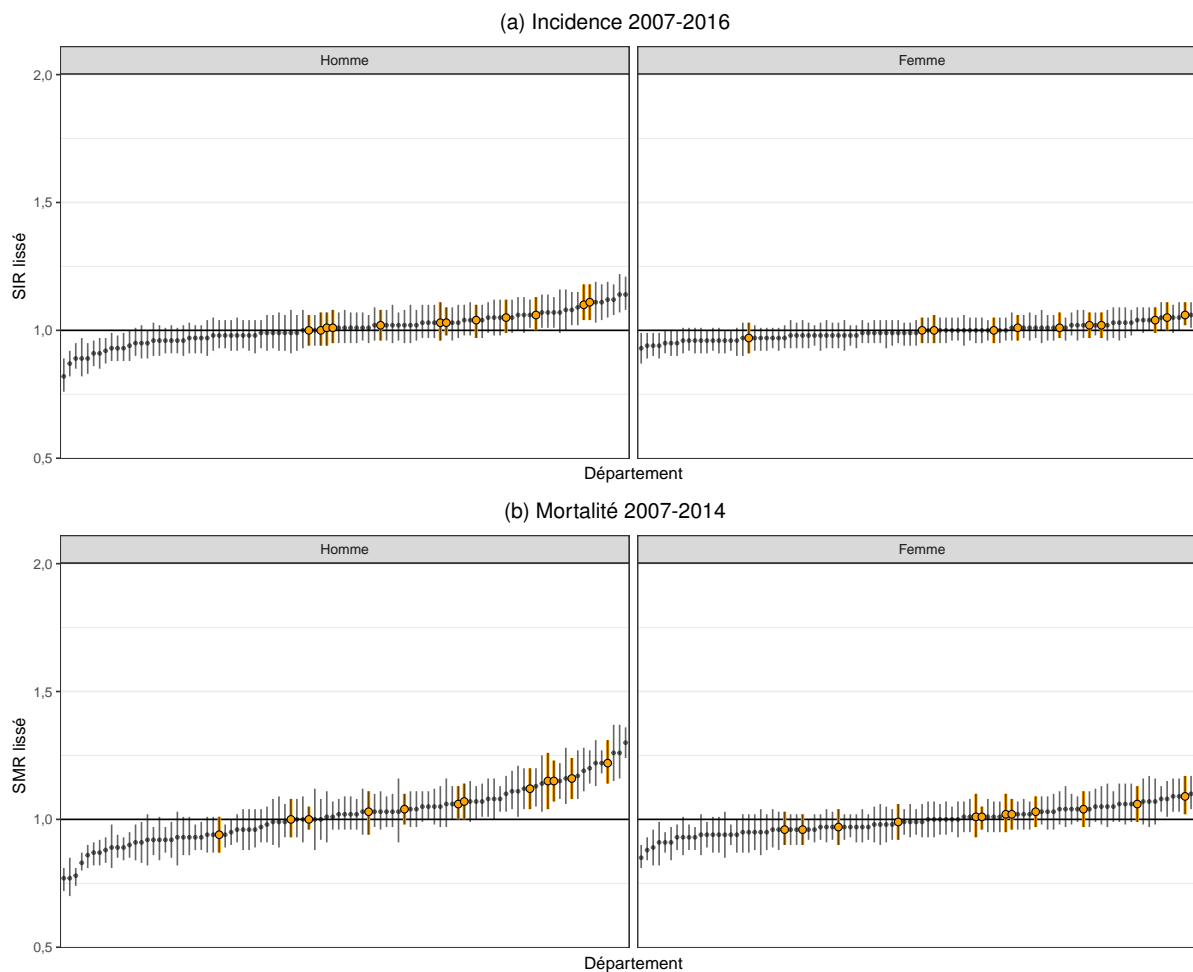 (a) Incidence 2007-2016
Homme
Femme
2,0
1,5
1,0
0,5
SIR lissé
Département
(b) Mortalité 2007-2014
Homme
Femme
2,0
1,5
1,0
0,5
SMR lissé
Département